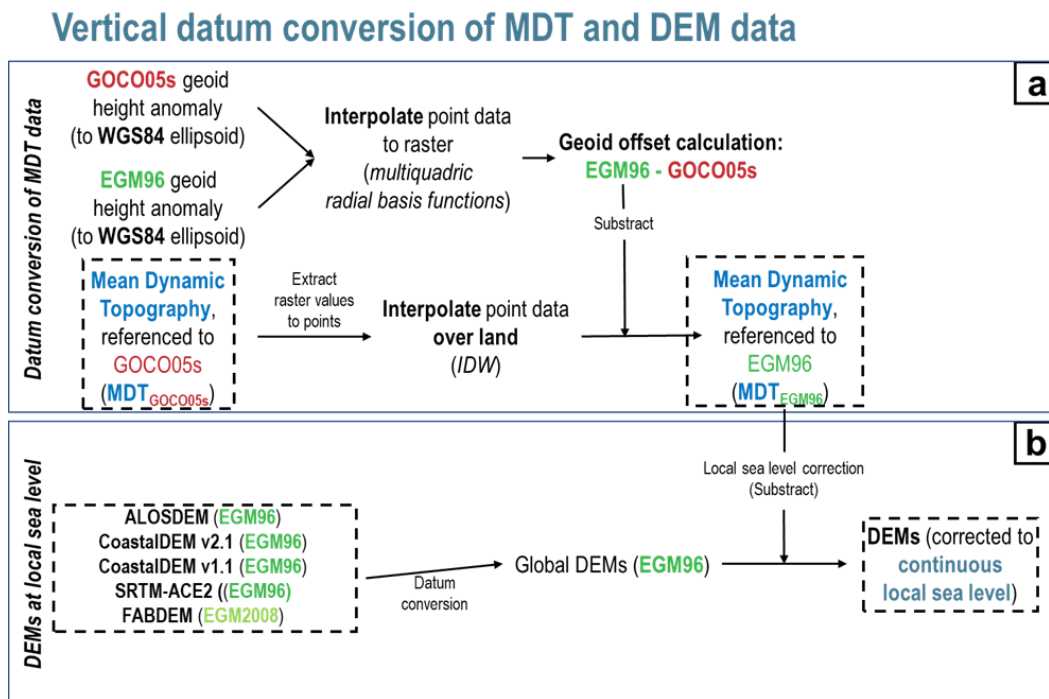 Vertical datum conversion of MDT and DEM data
a
Datum conversion of MDT data
GOCO05s geoid
height anomaly
(to WGS84 ellipsoid)
EGM96 geoid
height anomaly
(to WGS84 ellipsoid)
Interpolate point data
to raster
(multiquadric
radial basis functions)
Geoid offset calculation:
EGM96 - GOCO05s
Substract
Mean Dynamic
Topography,
referenced to
GOCO05s
(MDTGOCO05s)
Extract
raster values
to points
Interpolate point data
over land
(IDW)
Mean Dynamic
Topography,
referenced to
EGM96
(MDTEGM96)
b
DEMs at local sea level
Local sea level correction
(Substract)
ALOSDEM (EGM96)
CoastalDEM v2.1 (EGM96)
CoastalDEM v1.1 (EGM96)
SRTM-ACE2 ((EGM96)
FABDEM (EGM2008)
Datum
conversion
Global DEMs (EGM96)
DEMs (corrected to
continuous
local sea level)